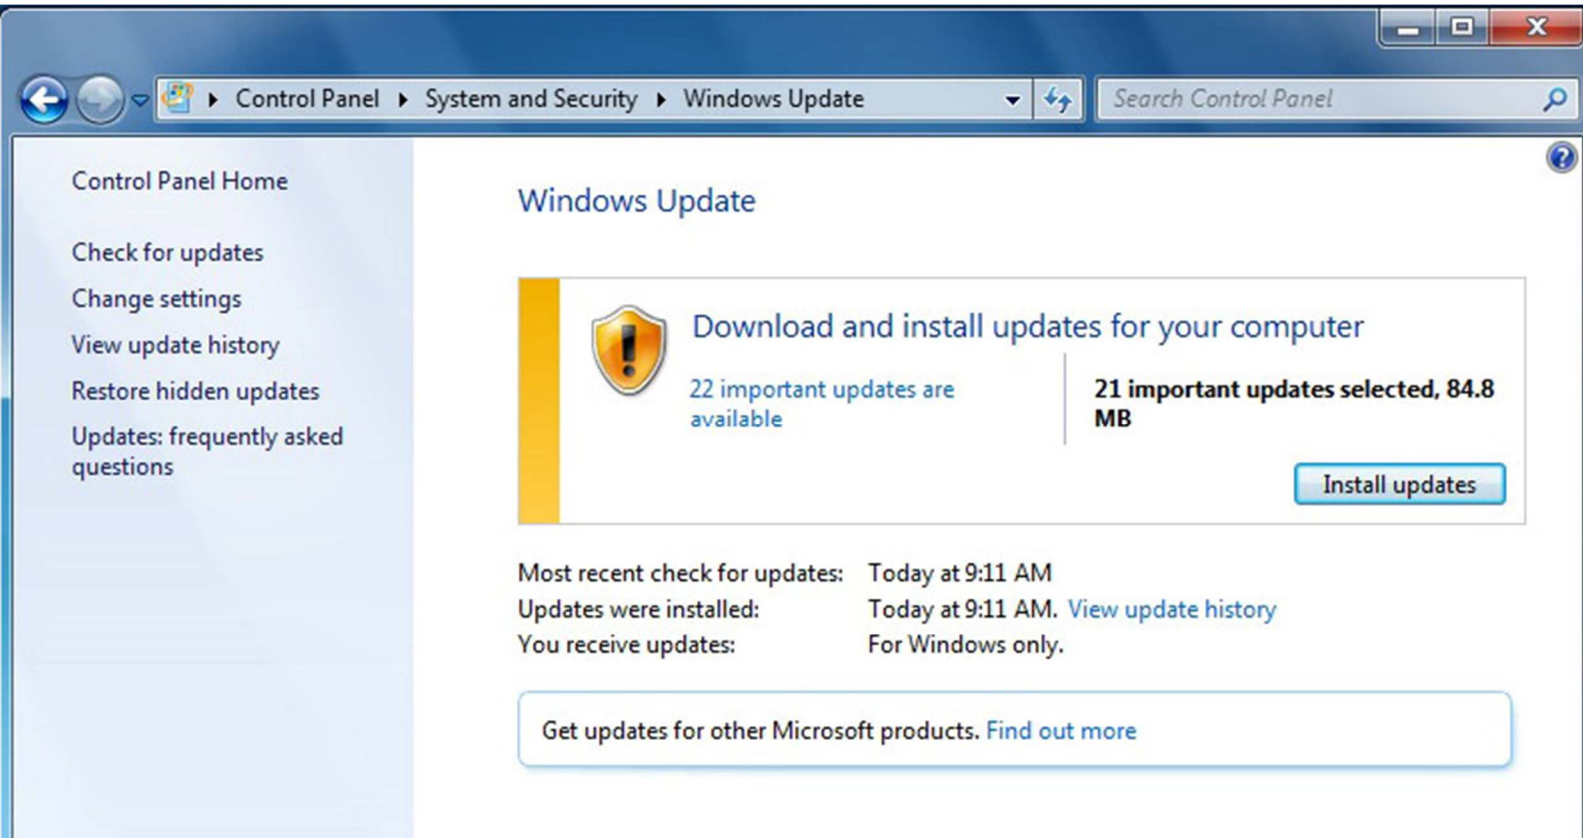 Control Panel System and Security Windows Update
Search Control Panel
Control Panel Home
Check for updates
Change settings
View update history
Restore hidden updates
Updates: frequently asked
questions
Windows Update
Download and install updates for your computer
22 important updates are
available
21 important updates selected, 84.8
MB
Install updates
Most recent check for updates: Today at 9:11 AM
Updates were installed: Today at 9:11 AM. View update history
You receive updates: For Windows only.
Get updates for other Microsoft products. Find out more